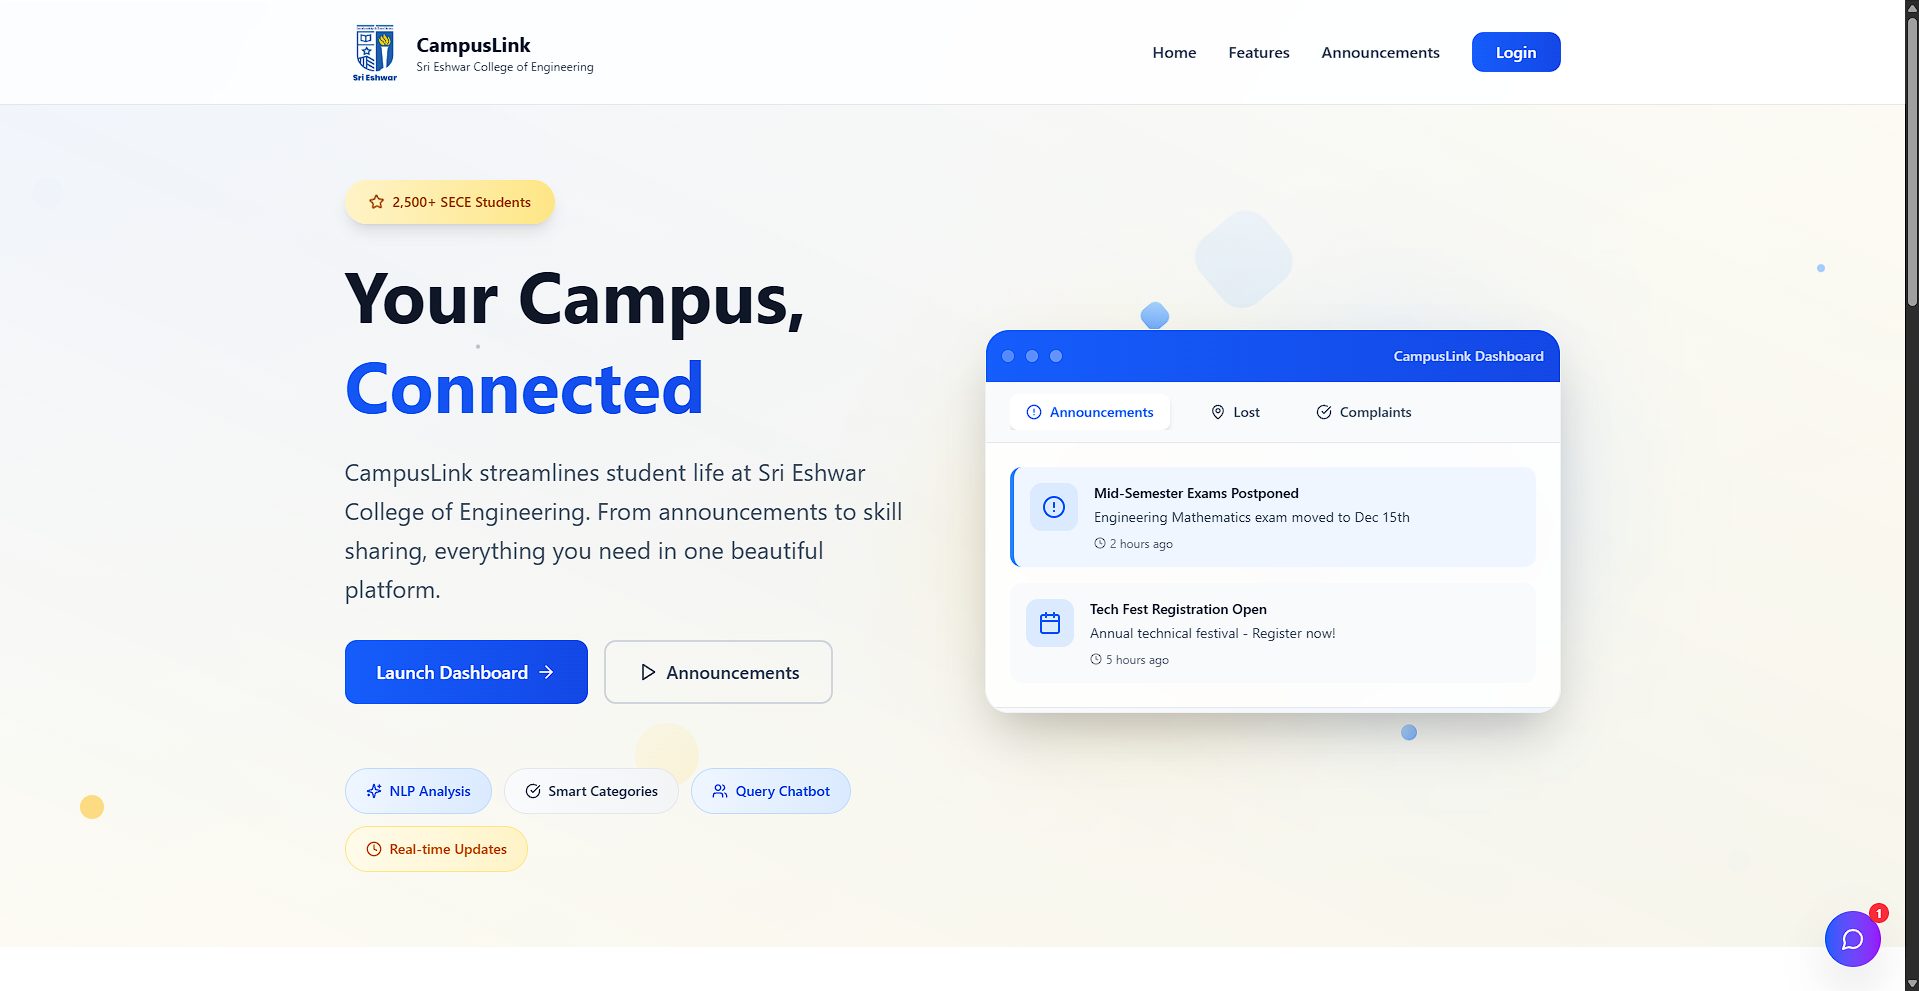 Sri Eshwar
CampusLink
Sri Eshwar College of Engineering
Home
Features
Announcements
Login
2,500+ SECE Students
Your Campus,
Connected
CampusLink streamlines student life at Sri Eshwar
College of Engineering. From announcements to skill
sharing, everything you need in one beautiful
platform.
Launch Dashboard
Announcements
NLP Analysis
Smart Categories
Query Chatbot
Real-time Updates
CampusLink Dashboard
Announcements
Lost
Complaints
Mid-Semester Exams Postponed
Engineering Mathematics exam moved to Dec 15th
2 hours ago
Tech Fest Registration Open
Annual technical festival - Register now!
5 hours ago
1